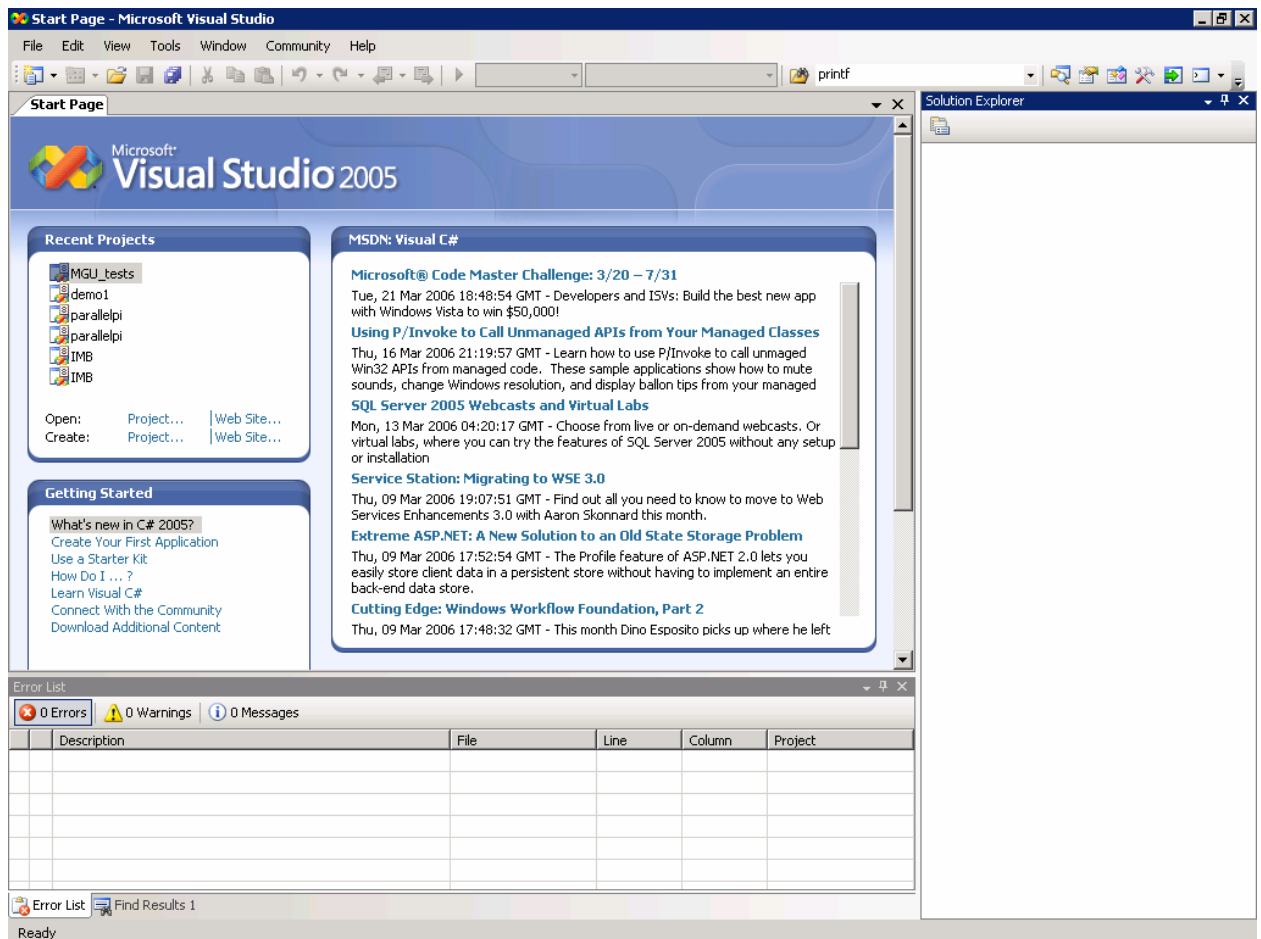 Start Page - Microsoft Visual Studio
File Edit View Tools Window Community Help
printf
Start Page
Solution Explorer
Microsoft
Visual Studio 2005
Recent Projects
MGU_tests
demo1
parallelpi
parallelpi
IMB
IMB
Open: Project... Web Site...
Create: Project... Web Site...
Getting Started
What's new in C# 2005?
Create Your First Application
Use a Starter Kit
How Do I ... ?
Learn Visual C#
Connect With the Community
Download Additional Content
MSDN: Visual C#
Microsoft® Code Master Challenge: 3/20 – 7/31
Tue, 21 Mar 2006 18:48:54 GMT - Developers and ISVs: Build the best new app
with Windows Vista to win $50,000!
Using P/Invoke to Call Unmanaged APIs from Your Managed Classes
Thu, 16 Mar 2006 21:19:57 GMT - Learn how to use P/Invoke to call unmaged
Win32 APIs from managed code. These sample applications show how to mute
sounds, change Windows resolution, and display ballon tips from your managed
SQL Server 2005 Webcasts and Virtual Labs
Mon, 13 Mar 2006 04:20:17 GMT - Choose from live or on-demand webcasts. Or
virtual labs, where you can try the features of SQL Server 2005 without any setup
or installation
Service Station: Migrating to WSE 3.0
Thu, 09 Mar 2006 19:07:51 GMT - Find out all you need to know to move to Web
Services Enhancements 3.0 with Aaron Skonnard this month.
Extreme ASP.NET: A New Solution to an Old State Storage Problem
Thu, 09 Mar 2006 17:52:54 GMT - The Profile feature of ASP.NET 2.0 lets you
easily store client data in a persistent store without having to implement an entire
back-end data store.
Cutting Edge: Windows Workflow Foundation, Part 2
Thu, 09 Mar 2006 17:48:32 GMT - This month Dino Esposito picks up where he left
Error List
0 Errors 0 Warnings 0 Messages
Description File Line Column Project
Error List Find Results 1
Ready